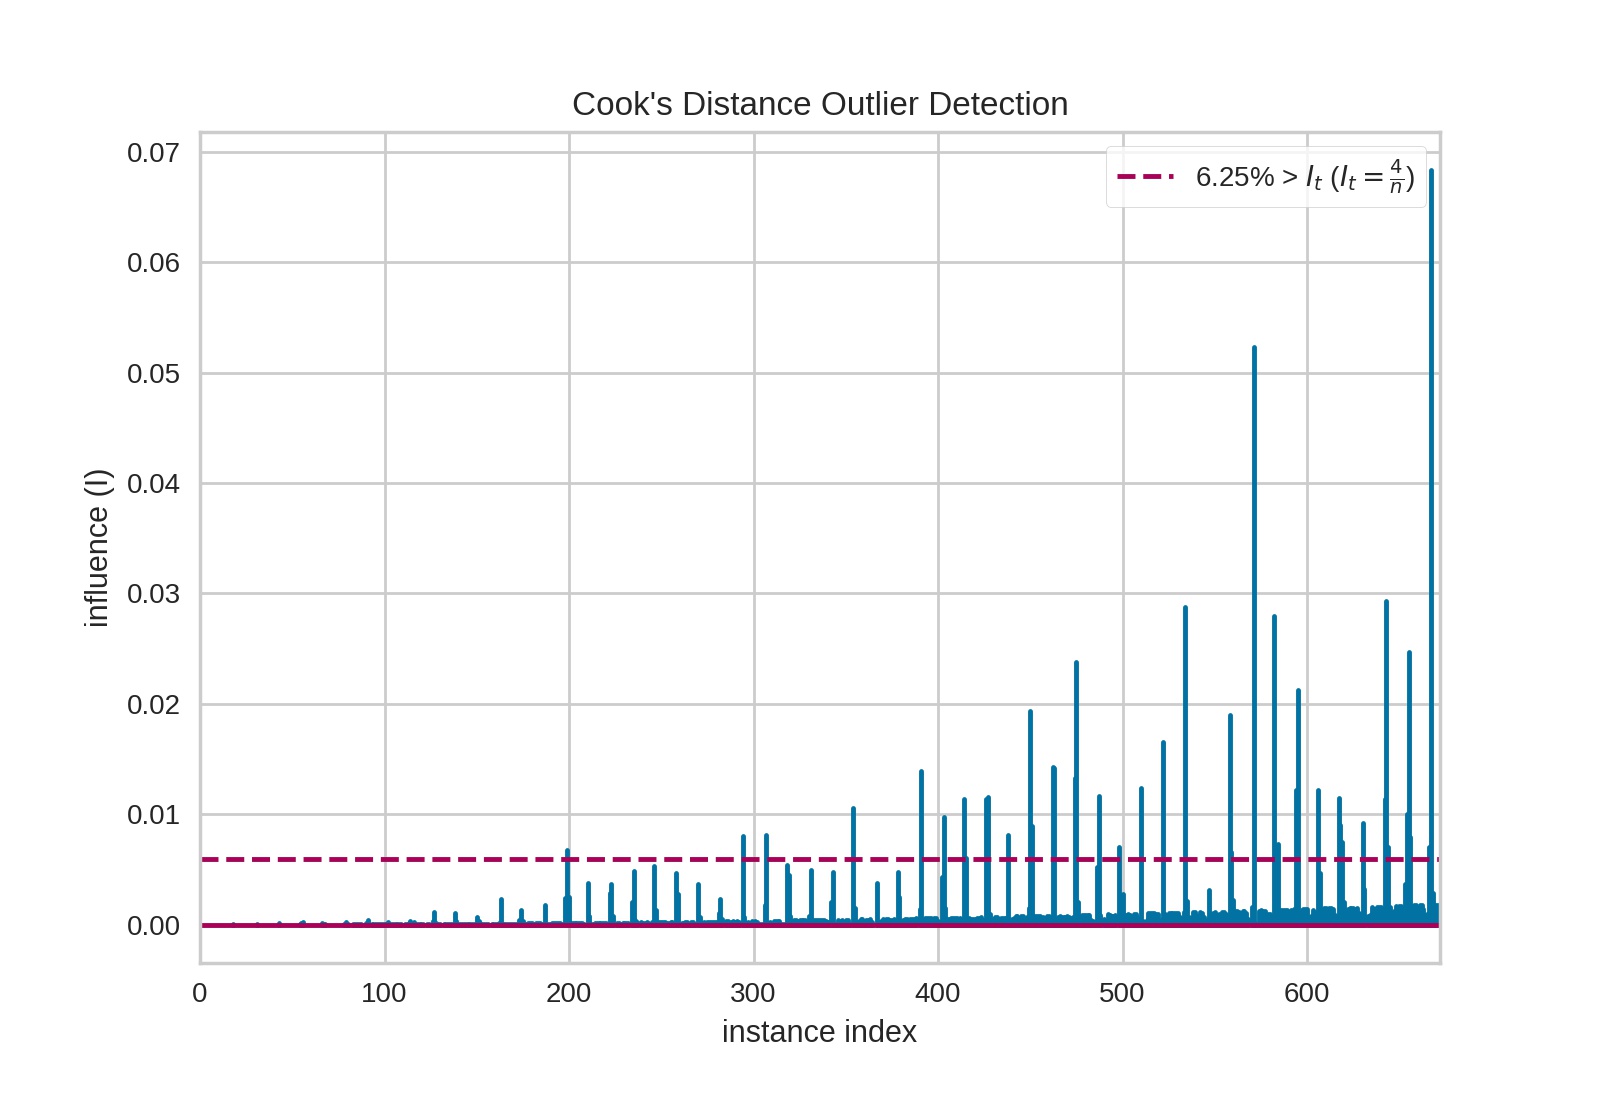 Cook's Distance Outlier Detection
6.25% > I_t (I_t = 4/n)
influence (I)
0.07
0.06
0.05
0.04
0.03
0.02
0.01
0.00
0 100 200 300 400 500 600
instance index